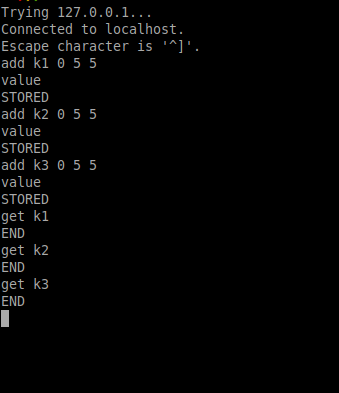 Trying 127.0.0.1...
Connected to localhost.
Escape character is '^]'.
add k1 0 5 5
value
STORED
add k2 0 5 5
value
STORED
add k3 0 5 5
value
STORED
get k1
END
get k2
END
get k3
END